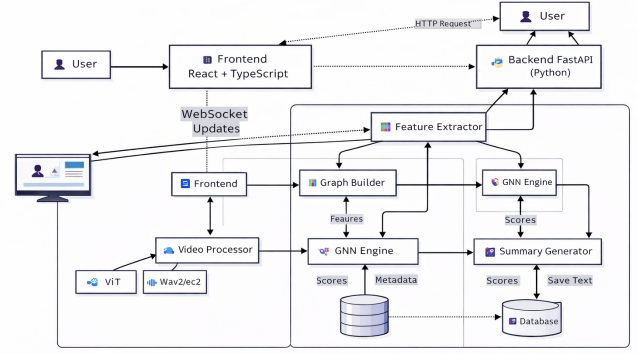 User
HTTP Request
User
Frontend
React + TypeScript
Backend FastAPI
(Python)
WebSocket
Updates
Feature Extractor
Frontend
Graph Builder
GNN Engine
Feaures
Scores
Video Processor
GNN Engine
Summary Generator
ViT
Wav2/ec2
Scores
Metadata
Scores
Save Text
Database